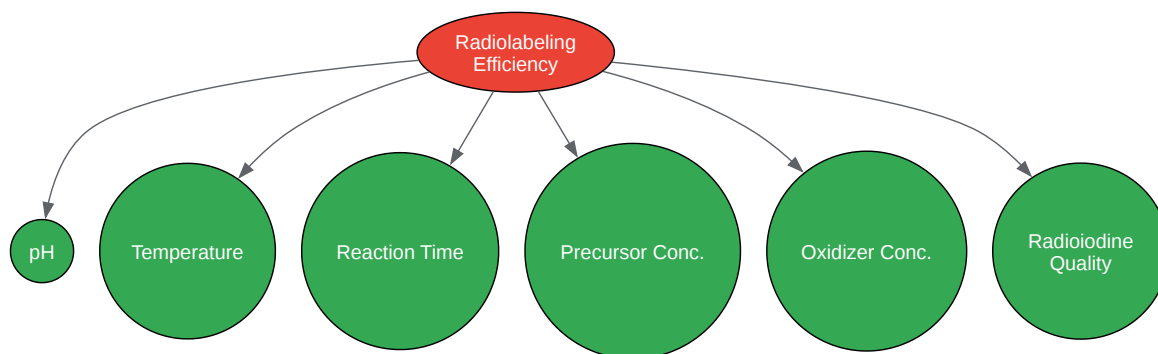 Radiolabeling
Efficiency
pH
Temperature
Reaction Time
Precursor Conc.
Oxidizer Conc.
Radioiodine
Quality